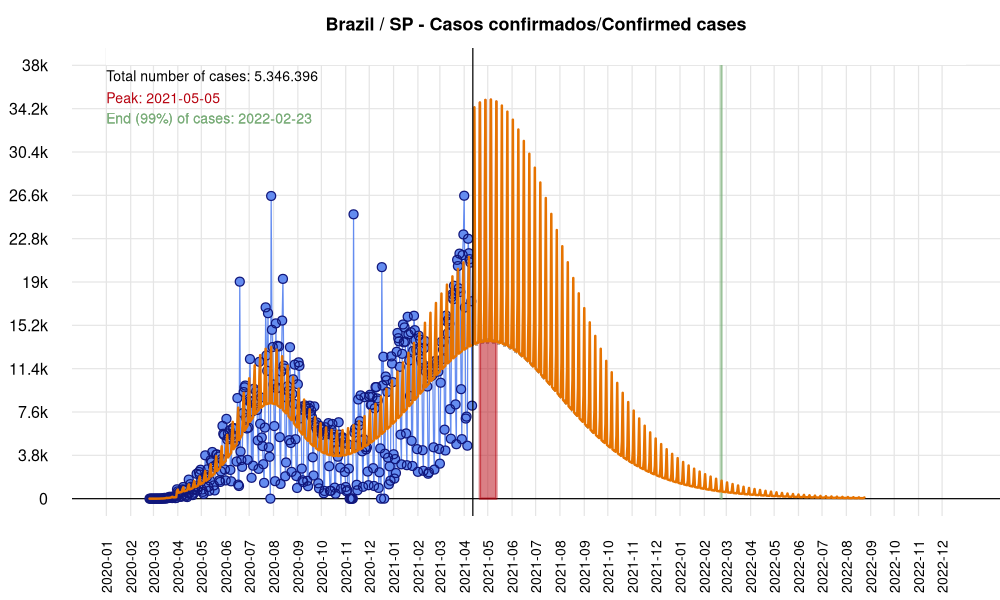 Brazil / SP - Casos confirmados/Confirmed cases
Total number of cases: 5.346.396
Peak: 2021-05-05
End (99%) of cases: 2022-02-23
38k
34.2k
30.4k
26.6k
22.8k
19k
15.2k
11.4k
7.6k
3.8k
0
2020-01
2020-02
2020-03
2020-04
2020-05
2020-06
2020-07
2020-08
2020-09
2020-10
2020-11
2020-12
2021-01
2021-02
2021-03
2021-04
2021-05
2021-06
2021-07
2021-08
2021-09
2021-10
2021-11
2021-12
2022-01
2022-02
2022-03
2022-04
2022-05
2022-06
2022-07
2022-08
2022-09
2022-10
2022-11
2022-12